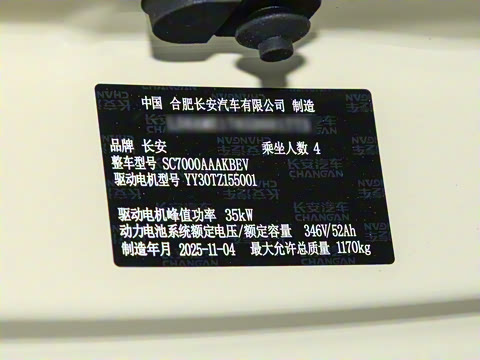 中国 合肥长安汽车有限公司 制造
品牌 长安 乘坐人数 4
整车型号 SC7000AAAKBEV
驱动电机型号 YY30TZ155001
驱动电机峰值功率 35kW
动力电池系统额定电压/额定容量 346V/52Ah
制造年月 2025-11-04 最大允许总质量 1170kg